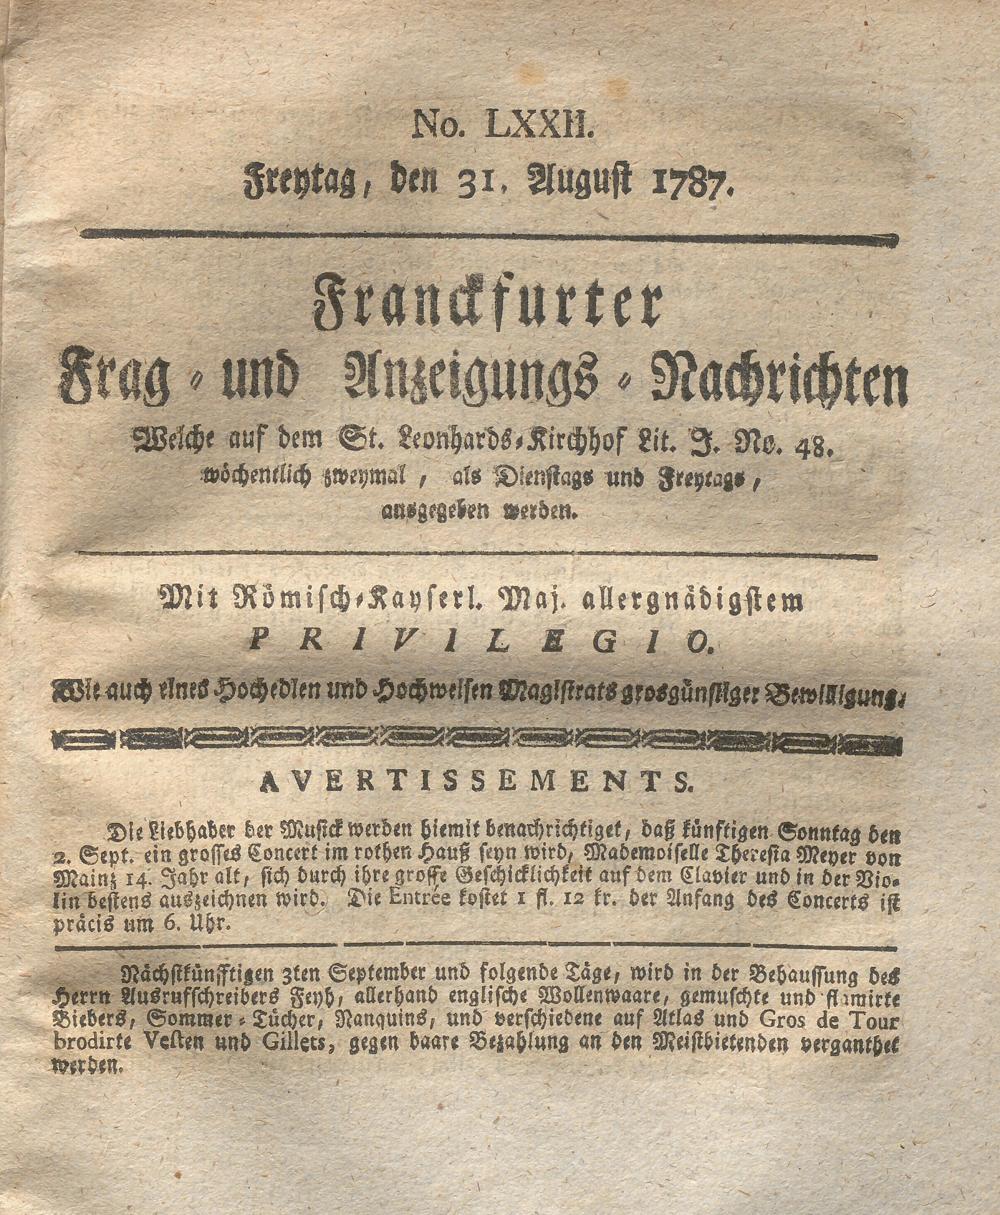 No. LXXII.
Freytag, den 31. August 1787.
Franckfurter
Frag- und Anzeigungs-Nachrichten
Welche auf dem St. Leonhards-Kirchhof Lit. J. No. 48.
wöchentlich zweymal, als Dienstags und Freytags,
ausgegeben werden.
Mit Römisch-Kayserl. Maj. allergnädigstem
PRIVILEGIO.
Wie auch eines Hochedlen und Hochweisen Magistrats grosgünstiger Bewilligung.
AVERTISSEMENTS.
Die Liebhaber der Musick werden hiemit benachrichtiget, daß künftigen Sonntag den
2. Sept. ein grosses Concert im rothen Hauß seyn wird, Mademoiselle Theresia Meyer von
Mainz 14. Jahr alt, sich durch ihre grosse Geschicklichkeit auf dem Clavier und in der Vio-
lin bestens auszeichnen wird. Die Entrée kostet 1 fl. 12 kr. der Anfang des Concerts ist
präcis um 6. Uhr.
Nächstkünfftigen 3ten September und folgende Täge, wird in der Behaussung des
Herrn Ausrufschreibers Feyh, allerhand englische Wollenwaare, gemuschte und flamirte
Biebers, Sommer-Tücher, Nanquins, und verschiedene auf Atlas und Gros de Tour
brodirte Vesten und Gillets, gegen baare Bezahlung an den Meistbietenden verganthet
werden.